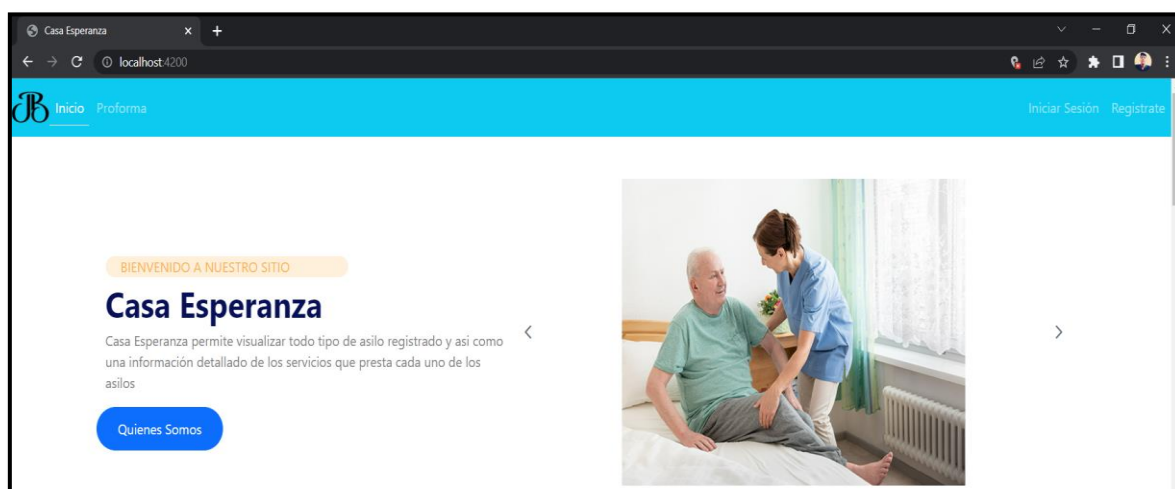 Casa Esperanza
localhost:4200
JB Inicio Proforma Iniciar Sesión Registrate
BIENVENIDO A NUESTRO SITIO
Casa Esperanza
Casa Esperanza permite visualizar todo tipo de asilo registrado y asi como
una información detallado de los servicios que presta cada uno de los
asilos
Quienes Somos